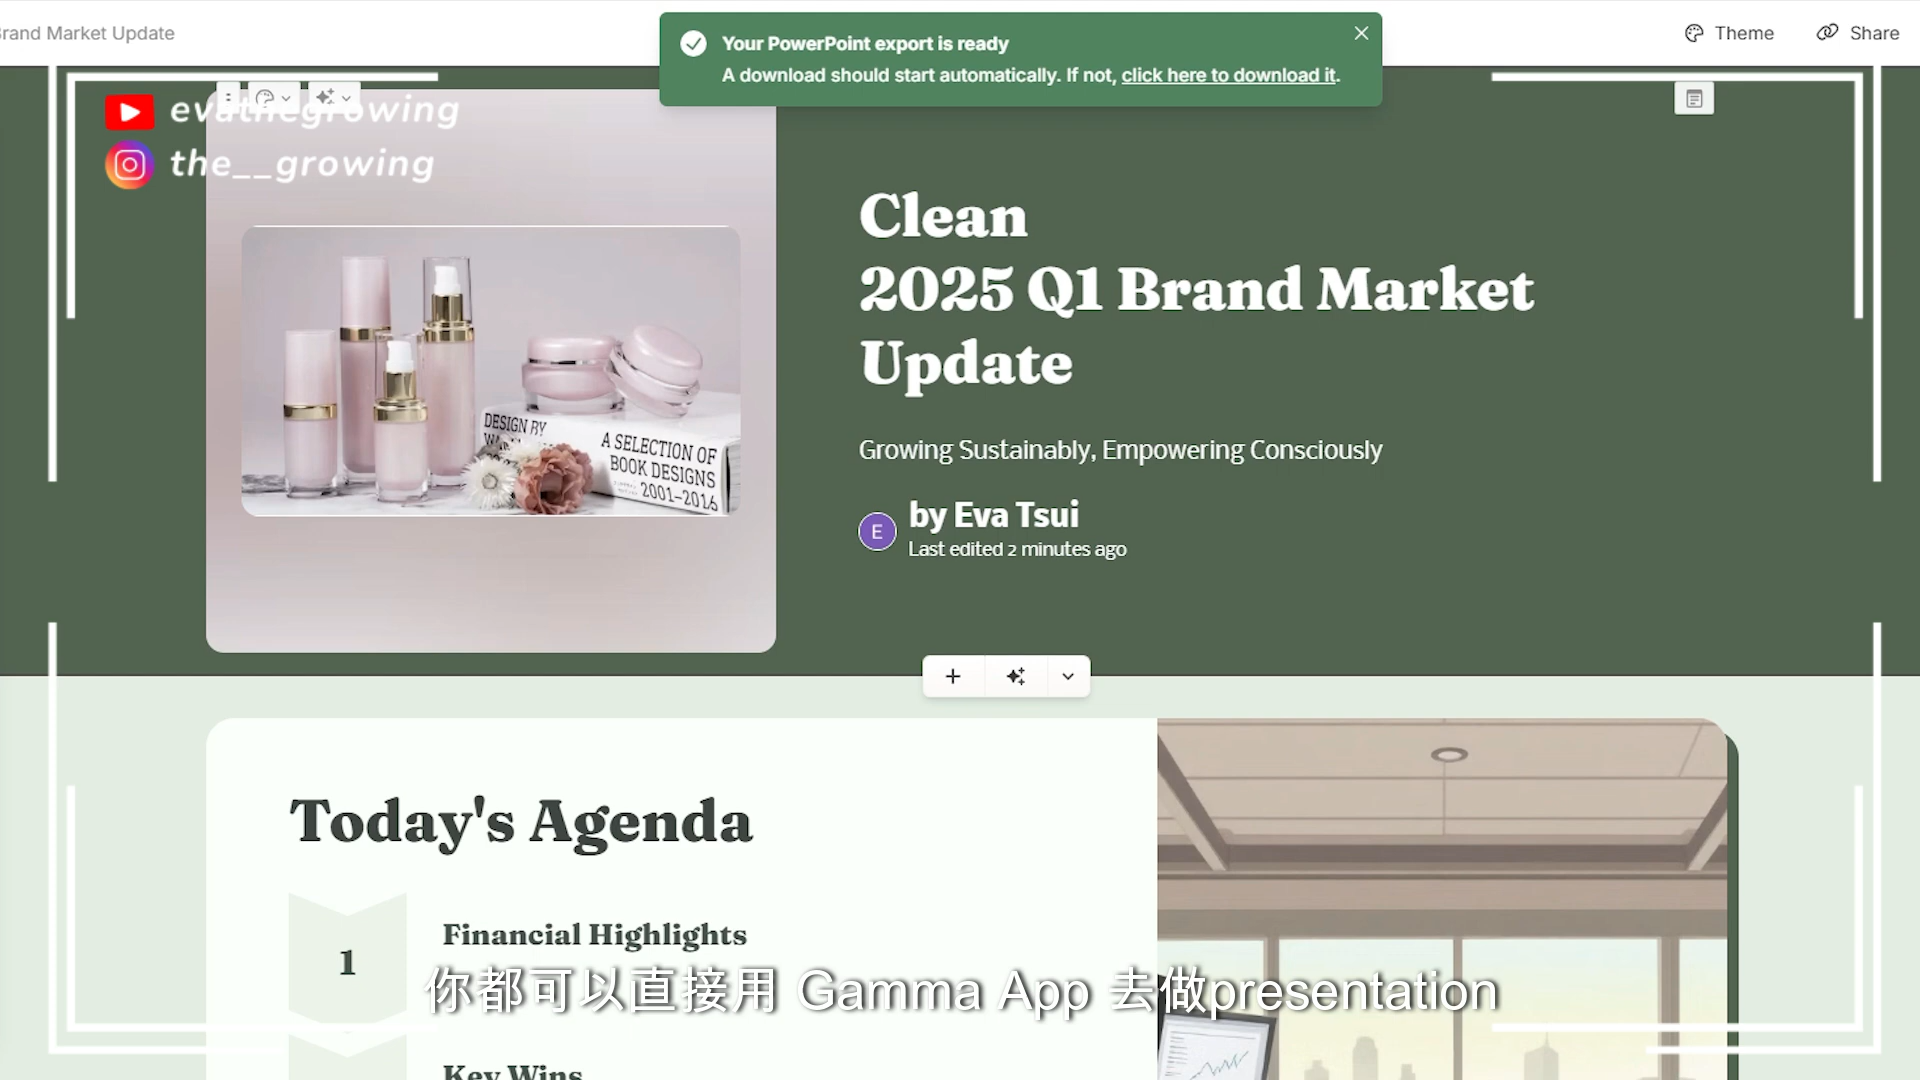 Brand Market Update
Your PowerPoint export is ready
A download should start automatically. If not, click here to download it.
Theme
Share
evathegrowing
the__growing
Clean
2025 Q1 Brand Market
Update
Growing Sustainably, Empowering Consciously
E
by Eva Tsui
Last edited 2 minutes ago
DESIGN BY
A SELECTION OF
BOOK DESIGNS
2001–2016
Today's Agenda
1
Financial Highlights
你都可以直接用 Gamma App 去做presentation
Key Wins